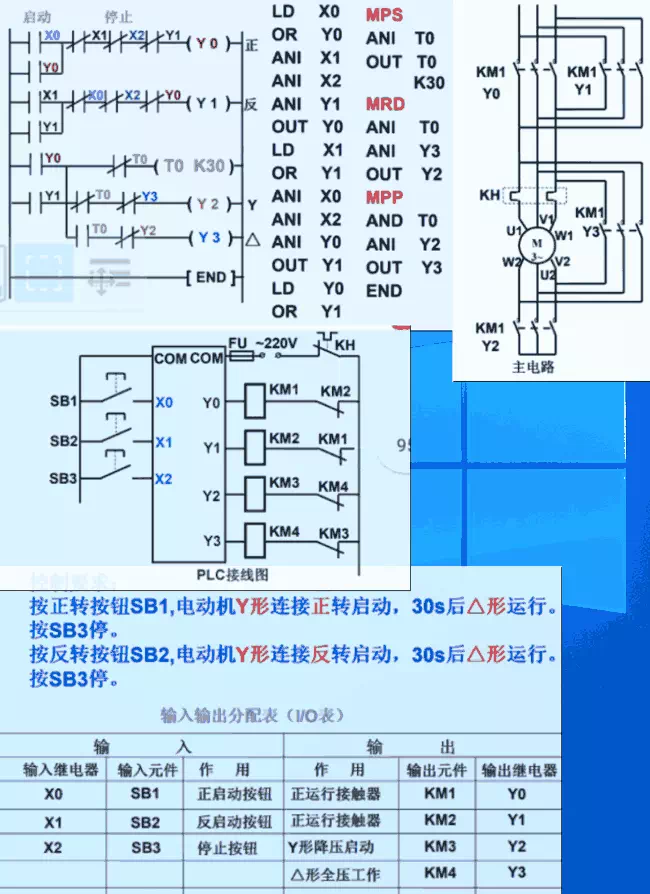 启动 停止
X0 X1 X2 Y1 ( Y 0 ) 正
Y0
X1 X0 X2 Y0 ( Y 1 ) 反
Y1
Y0 T0 ( T0 K30 )
Y1 T0 Y3 ( Y 2 ) Y
T0 Y2 ( Y 3 ) △
[ END ]
LD X0
OR Y0
ANI X1
ANI X2
ANI Y1
OUT Y0
LD X1
OR Y1
ANI X0
ANI X2
ANI Y0
OUT Y1
LD Y0
OR Y1
MPS
ANI T0
OUT T0
K30
MRD
ANI T0
ANI Y3
OUT Y2
MPP
AND T0
ANI Y2
OUT Y3
END
KM1 KM1
Y0 Y1
KH
U1 V1 W1
M
3~
W2 U2 V2
KM1
Y3
KM1
Y2
主电路
COM COM FU ~220V KH
SB1 X0 Y0 KM1 KM2
SB2 X1 Y1 KM2 KM1
SB3 X2 Y2 KM3 KM4
Y3 KM4 KM3
PLC接线图
95
控制要求:
按正转按钮SB1,电动机Y形连接正转启动，30s后△形运行。
按SB3停。
按反转按钮SB2,电动机Y形连接反转启动，30s后△形运行。
按SB3停。
输入输出分配表（I/O表）
输 入 输 出
输入继电器 输入元件 作 用 作 用 输出元件 输出继电器
X0 SB1 正启动按钮 正运行接触器 KM1 Y0
X1 SB2 反启动按钮 正运行接触器 KM2 Y1
X2 SB3 停止按钮 Y形降压启动 KM3 Y2
△形全压工作 KM4 Y3